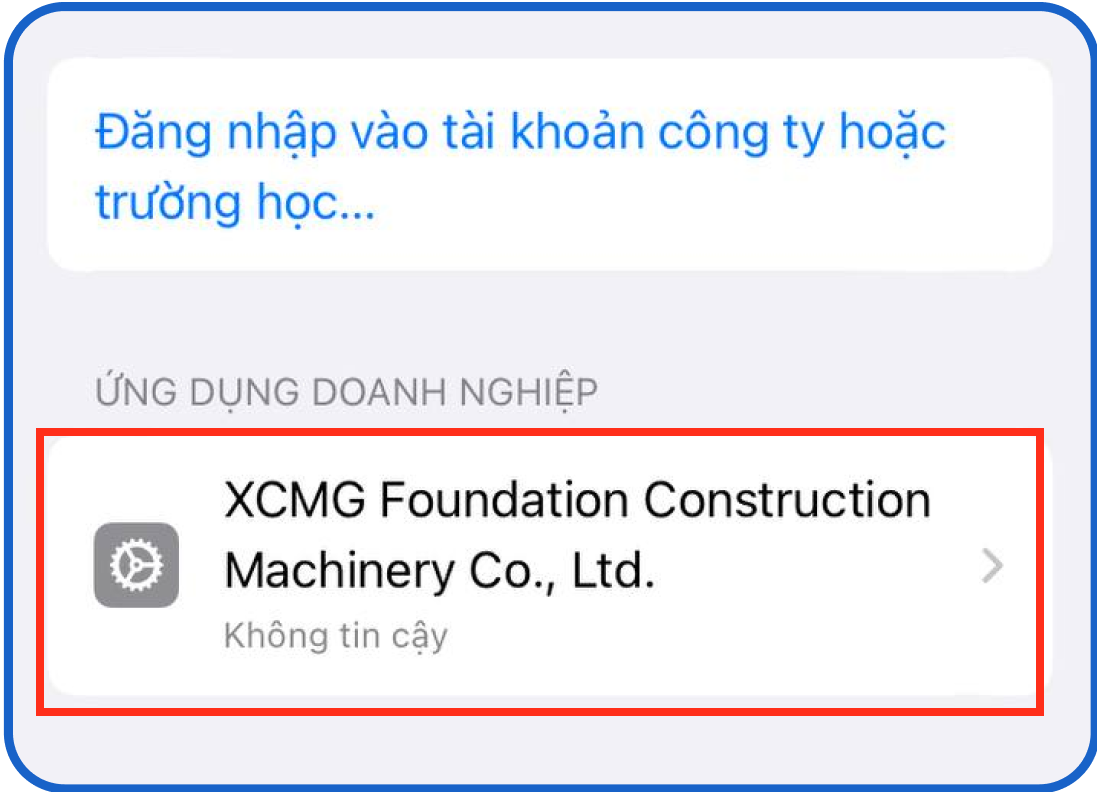 Đăng nhập vào tài khoản công ty hoặc
trường học...
ỨNG DỤNG DOANH NGHIỆP
XCMG Foundation Construction
Machinery Co., Ltd.
Không tin cậy